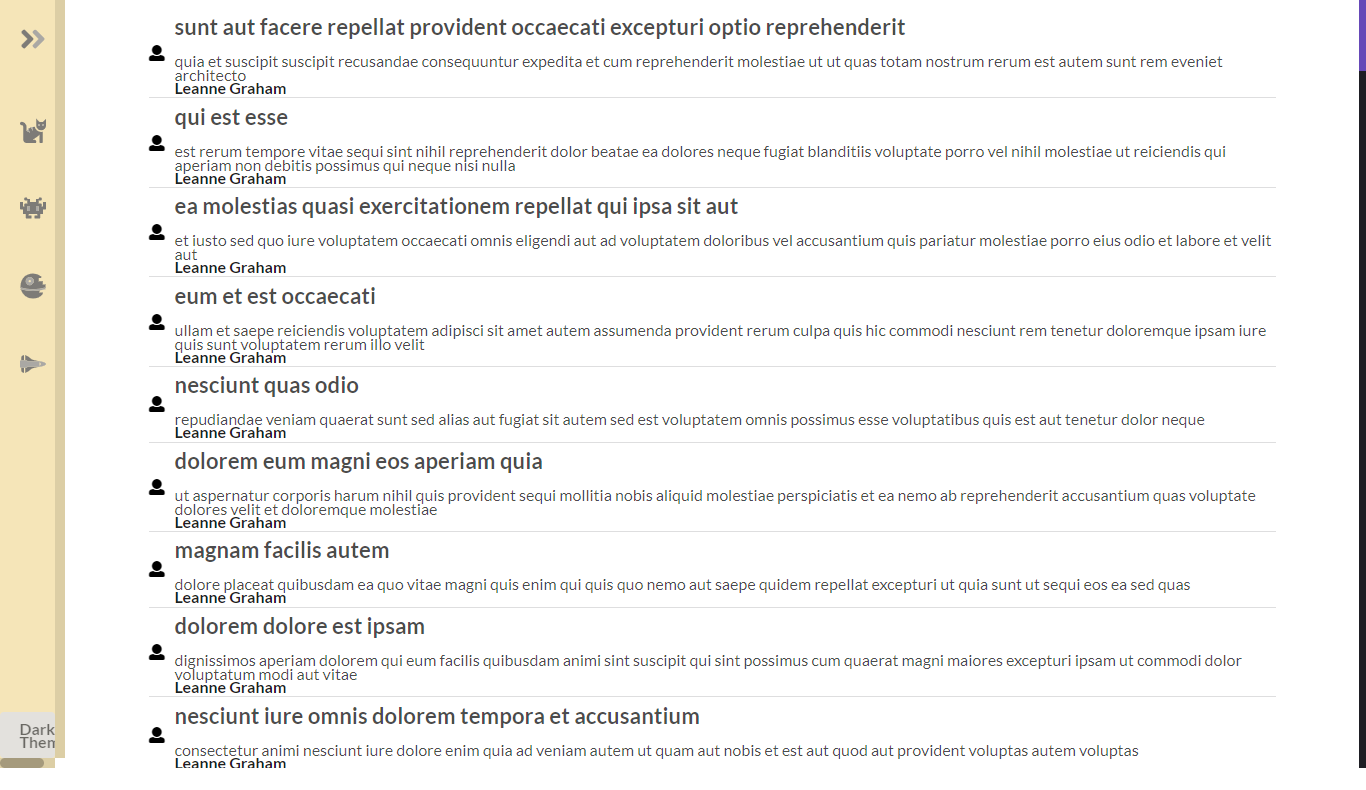 sunt aut facere repellat provident occaecati excepturi optio reprehenderit
quia et suscipit suscipit recusandae consequuntur expedita et cum reprehenderit molestiae ut ut quas totam nostrum rerum est autem sunt rem eveniet
architecto
Leanne Graham
qui est esse
est rerum tempore vitae sequi sint nihil reprehenderit dolor beatae ea dolores neque fugiat blanditiis voluptate porro vel nihil molestiae ut reiciendis qui
aperiam non debitis possimus qui neque nisi nulla
Leanne Graham
ea molestias quasi exercitationem repellat qui ipsa sit aut
et iusto sed quo iure voluptatem occaecati omnis eligendi aut ad voluptatem doloribus vel accusantium quis pariatur molestiae porro eius odio et labore et velit
aut
Leanne Graham
eum et est occaecati
ullam et saepe reiciendis voluptatem adipisci sit amet autem assumenda provident rerum culpa quis hic commodi nesciunt rem tenetur doloremque ipsam iure
quis sunt voluptatem rerum illo velit
Leanne Graham
nesciunt quas odio
repudiandae veniam quaerat sunt sed alias aut fugiat sit autem sed est voluptatem omnis possimus esse voluptatibus quis est aut tenetur dolor neque
Leanne Graham
dolorem eum magni eos aperiam quia
ut aspernatur corporis harum nihil quis provident sequi mollitia nobis aliquid molestiae perspiciatis et ea nemo ab reprehenderit accusantium quas voluptate
dolores velit et doloremque molestiae
Leanne Graham
magnam facilis autem
dolore placeat quibusdam ea quo vitae magni quis enim qui quis quo nemo aut saepe quidem repellat excepturi ut quia sunt ut sequi eos ea sed quas
Leanne Graham
dolorem dolore est ipsam
dignissimos aperiam dolorem qui eum facilis quibusdam animi sint suscipit qui sint possimus cum quaerat magni maiores excepturi ipsam ut commodi dolor
voluptatum modi aut vitae
Leanne Graham
nesciunt iure omnis dolorem tempora et accusantium
consectetur animi nesciunt iure dolore enim quia ad veniam autem ut quam aut nobis et est aut quod aut provident voluptas autem voluptas
Leanne Graham
Dark
Them